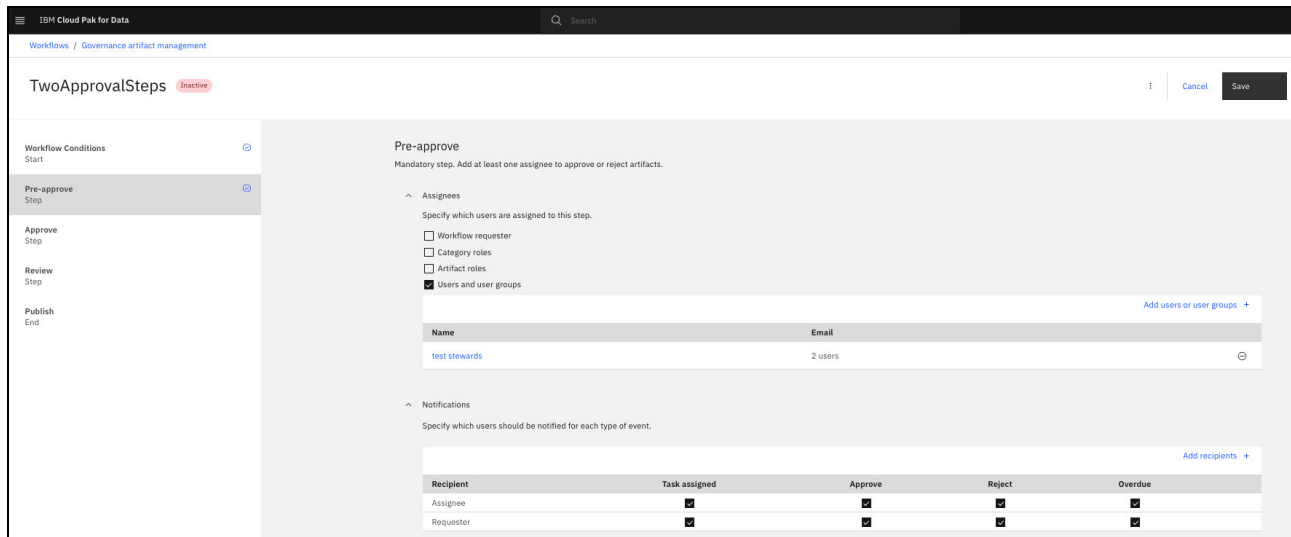 IBM Cloud Pak for Data
Search
Workflows / Governance artifact management
TwoApprovalSteps Inactive
Cancel Save
Workflow Conditions
Start
Pre-approve
Step
Approve
Step
Review
Step
Publish
End
Pre-approve
Mandatory step. Add at least one assignee to approve or reject artifacts.
Assignees
Specify which users are assigned to this step.
Workflow requester
Category roles
Artifact roles
Users and user groups
Add users or user groups +
Name Email
test stewards 2 users
Notifications
Specify which users should be notified for each type of event.
Add recipients +
Recipient Task assigned Approve Reject Overdue
Assignee
Requester